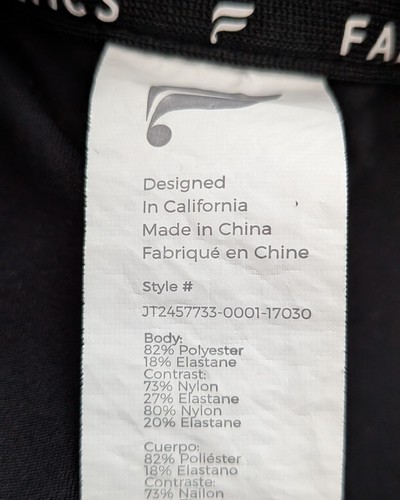 FA
Designed
In California
Made in China
Fabriqué en Chine
Style #
JT2457733-0001-17030
Body:
82% Polyester
18% Elastane
Contrast:
73% Nylon
27% Elastane
80% Nylon
20% Elastane
Cuerpo:
82% Poliéster
18% Elastano
Contraste:
73% Nailon